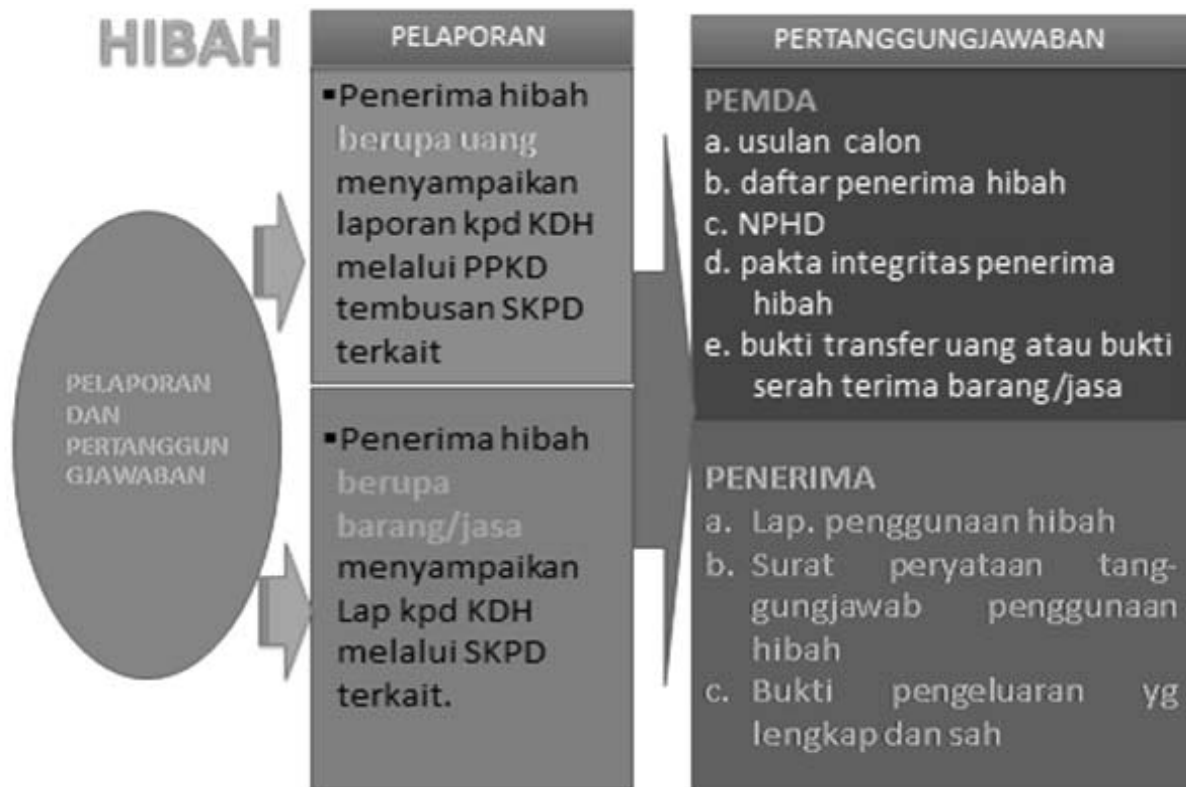 HIBAH
PELAPORAN
DAN
PERTANGGUN
GJAWABAN
PELAPORAN
▪Penerima hibah
berupa uang
menyampaikan
laporan kpd KDH
melalui PPKD
tembusan SKPD
terkait
▪Penerima hibah
berupa
barang/jasa
menyampaikan
Lap kpd KDH
melalui SKPD
terkait.
PERTANGGUNGJAWABAN
PEMDA
a. usulan calon
b. daftar penerima hibah
c. NPHD
d. pakta integritas penerima
hibah
e. bukti transfer uang atau bukti
serah terima barang/jasa
PENERIMA
a. Lap. penggunaan hibah
b. Surat peryataan tang-
gungjawab penggunaan
hibah
c. Bukti pengeluaran yg
lengkap dan sah